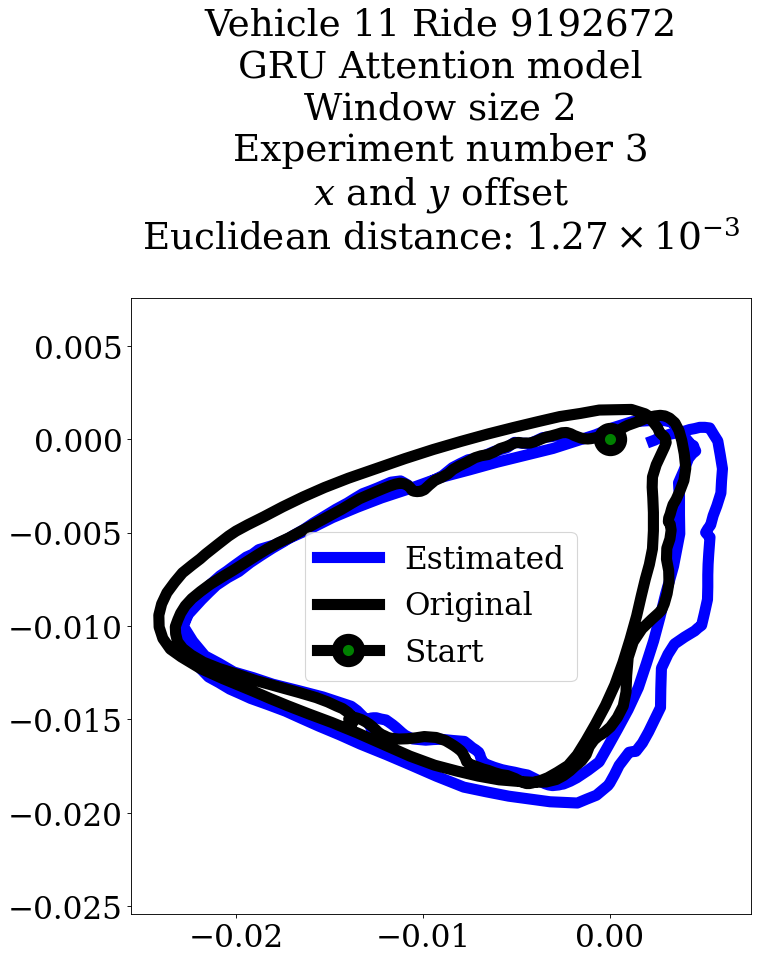 Vehicle 11 Ride 9192672
GRU Attention model
Window size 2
Experiment number 3
x and y offset
Euclidean distance: 1.27 × 10⁻³
0.005
0.000
−0.005
−0.010
−0.015
−0.020
−0.025
Estimated
Original
Start
−0.02
−0.01
0.00